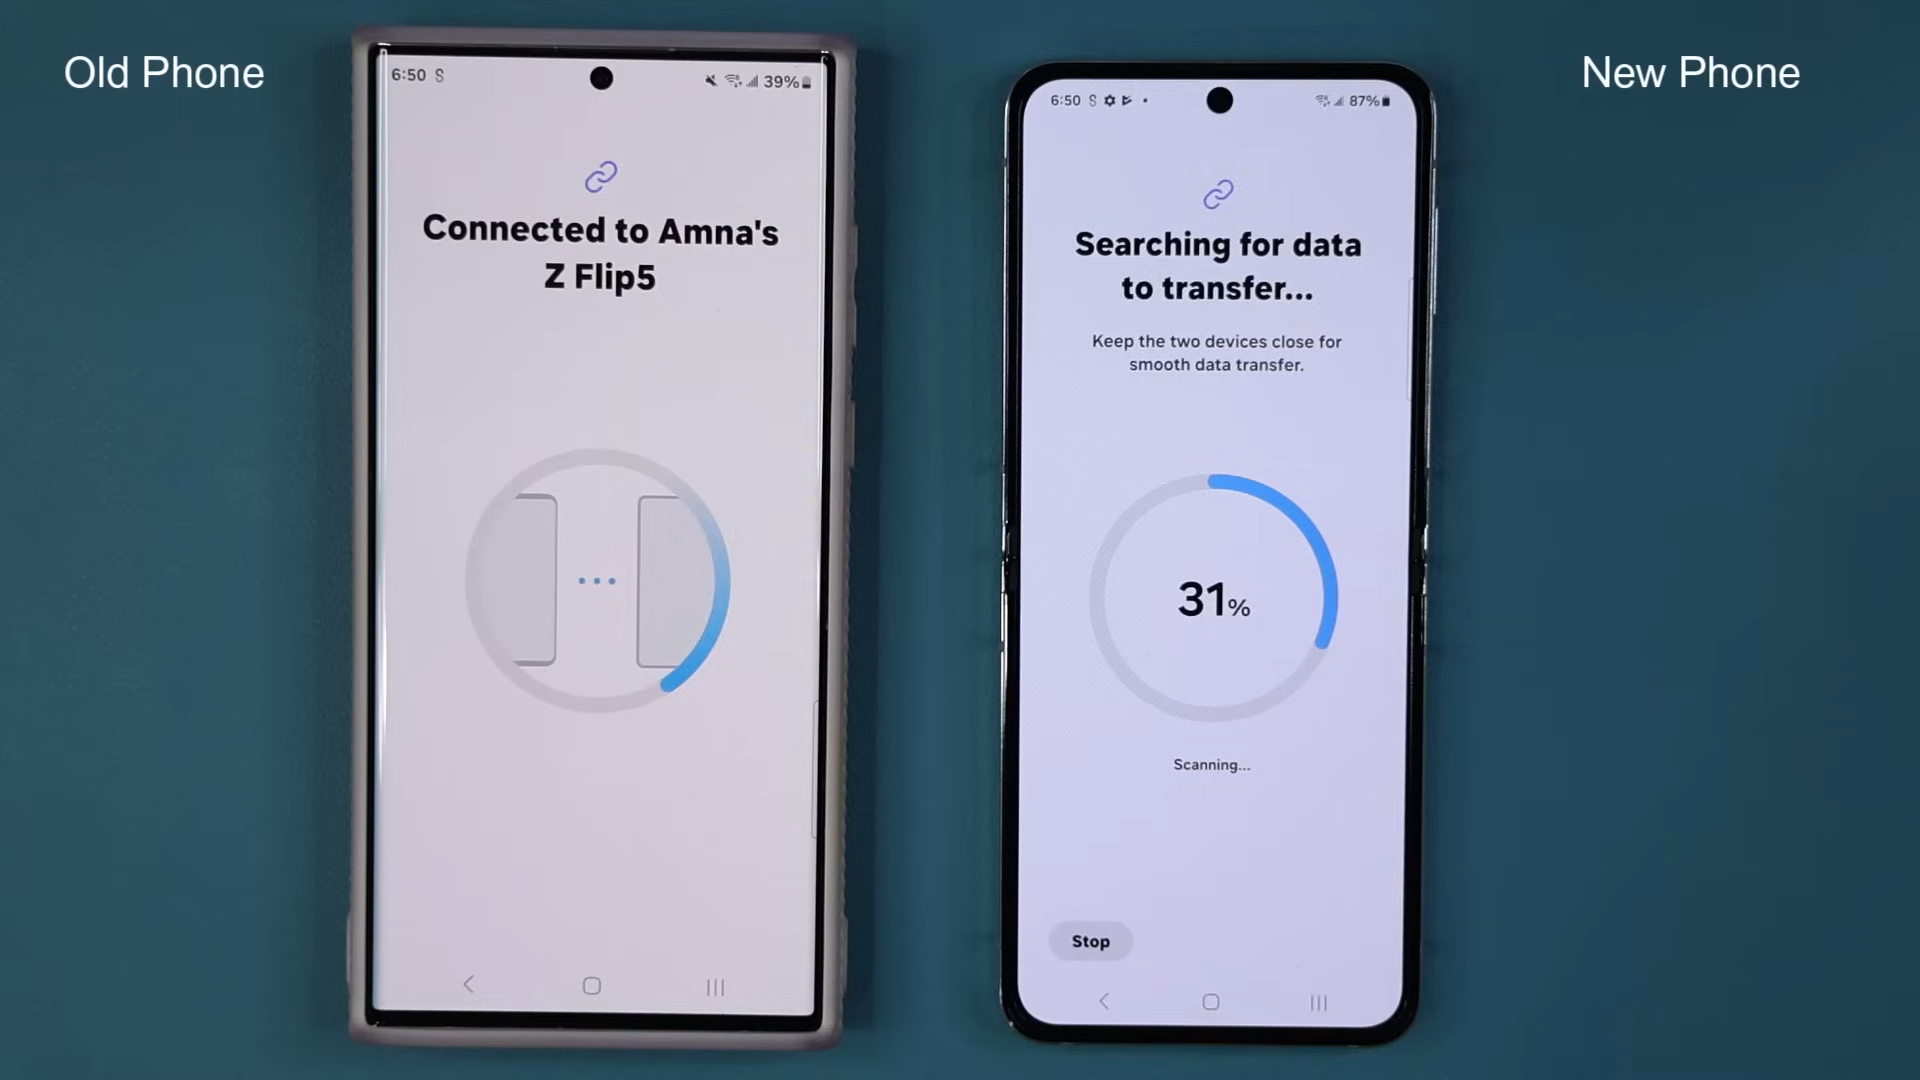 Old Phone
New Phone
6:50 S
39%
Connected to Amna's
Z Flip5
6:50 S
87%
Searching for data
to transfer...
Keep the two devices close for
smooth data transfer.
31%
Scanning...
Stop